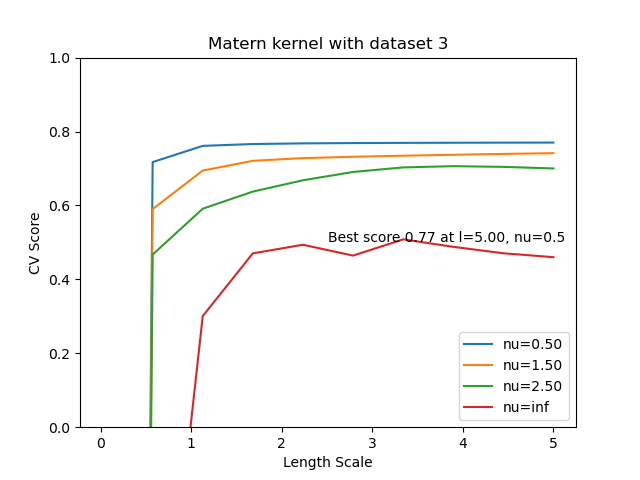 Matern kernel with dataset 3
1.0
0.8
0.6
0.4
0.2
0.0
CV Score
Best score 0.77 at l=5.00, nu=0.5
nu=0.50
nu=1.50
nu=2.50
nu=inf
0 1 2 3 4 5
Length Scale